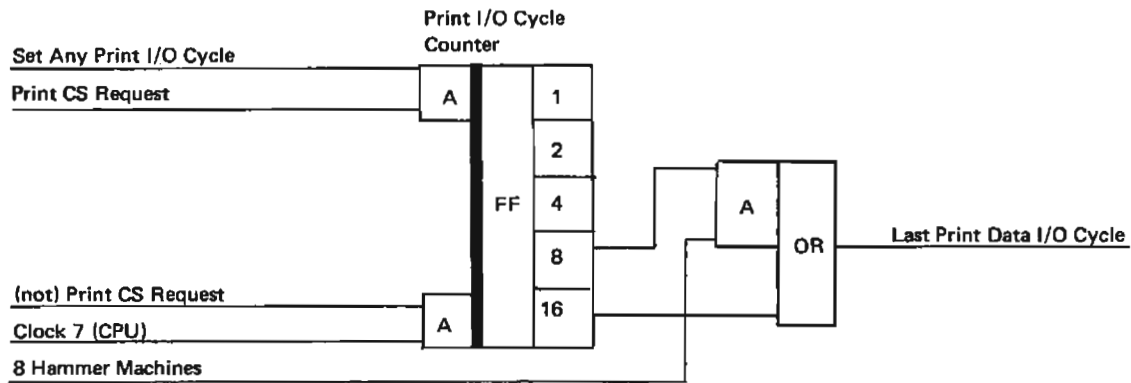 Print I/O Cycle
Counter
Set Any Print I/O Cycle
Print CS Request
A
1
2
FF
4
A
8
OR
Last Print Data I/O Cycle
16
(not) Print CS Request
A
Clock 7 (CPU)
8 Hammer Machines